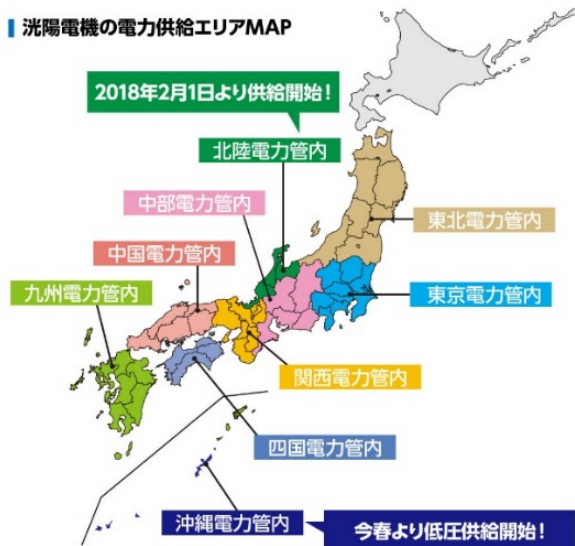 洸陽電機の電力供給エリアMAP
2018年2月1日より供給開始！
北陸電力管内
中部電力管内
東北電力管内
中国電力管内
九州電力管内
東京電力管内
関西電力管内
四国電力管内
沖縄電力管内
今春より低圧供給開始！